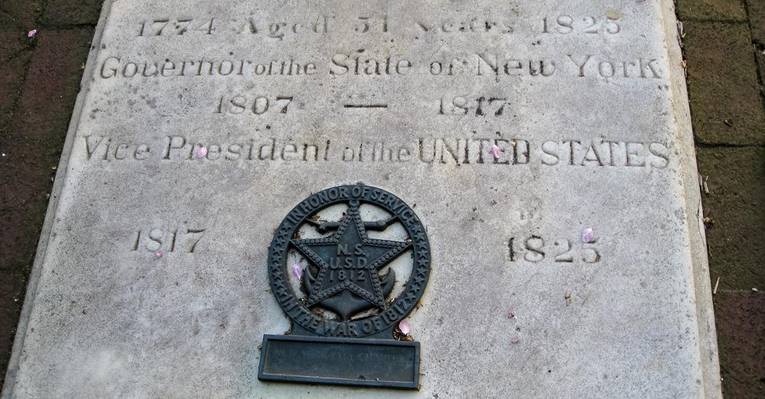 1774 Aged 51 Years 1825
Governor of the State of New York
1807 — 1817
Vice President of the UNITED STATES
1817 1825
IN HONOR OF SERVICE
N.S.
U.S.D.
1812
IN THE WAR OF 1812